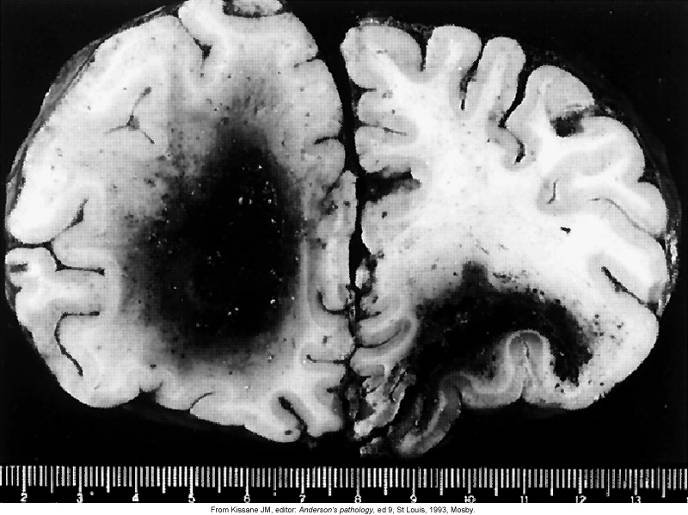 2 3 4 5 6 7 8 9 10 11 12 13
From Kissane JM, editor: Anderson's pathology, ed 9, St Louis, 1993, Mosby.